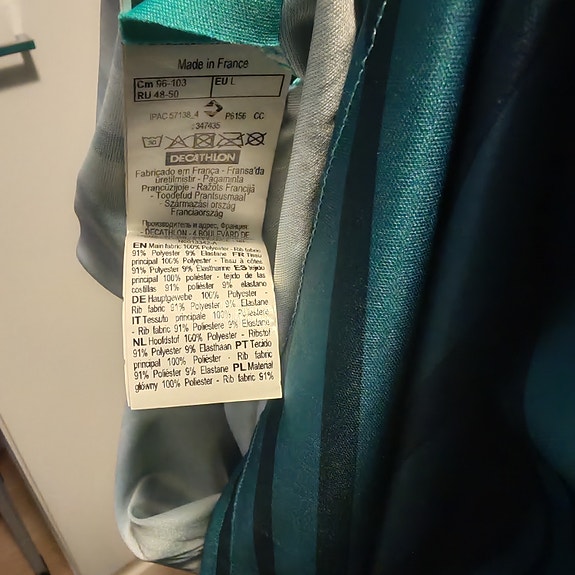 Made in France
Cm 96-103 EU L
RU 48-50
IPAC 57138_4 P6156 CC
347435
30
DECATHLON
Fabricado em França - Fransa'da
üretilmiştir - Pagaminta
Prancūzijoje - Ražots Francijā
- Toodetud Prantsusmaal -
Származási ország
Franciaország
Производитель и адрес, Франция
- DECATHLON - 4 BOULEVARD DE
EN Main fabric 100% Polyester - Rib fabric
91% Polyester 9% Elastane FR Tissu
principal 100% Polyester - Tissu à côtes
91% Polyester 9% Elasthanne ES tejido
principal 100% poliéster - tejido de las
costillas 91% poliéster 9% elastano
DE Hauptgewebe 100% Polyester -
Rib fabric 91% Polyester 9% Elastane
IT Tessuto principale 100% Poliestere
- Rib fabric 91% Poliestere 9% Elastane
NL Hoofdstof 100% Polyester - Ribstof
91% Polyester 9% Elasthaan PT Tecido
principal 100% Poliéster - Rib fabric
91% Poliéster 9% Elastane PL Materiał
główny 100% Poliester - Rib fabric 91%